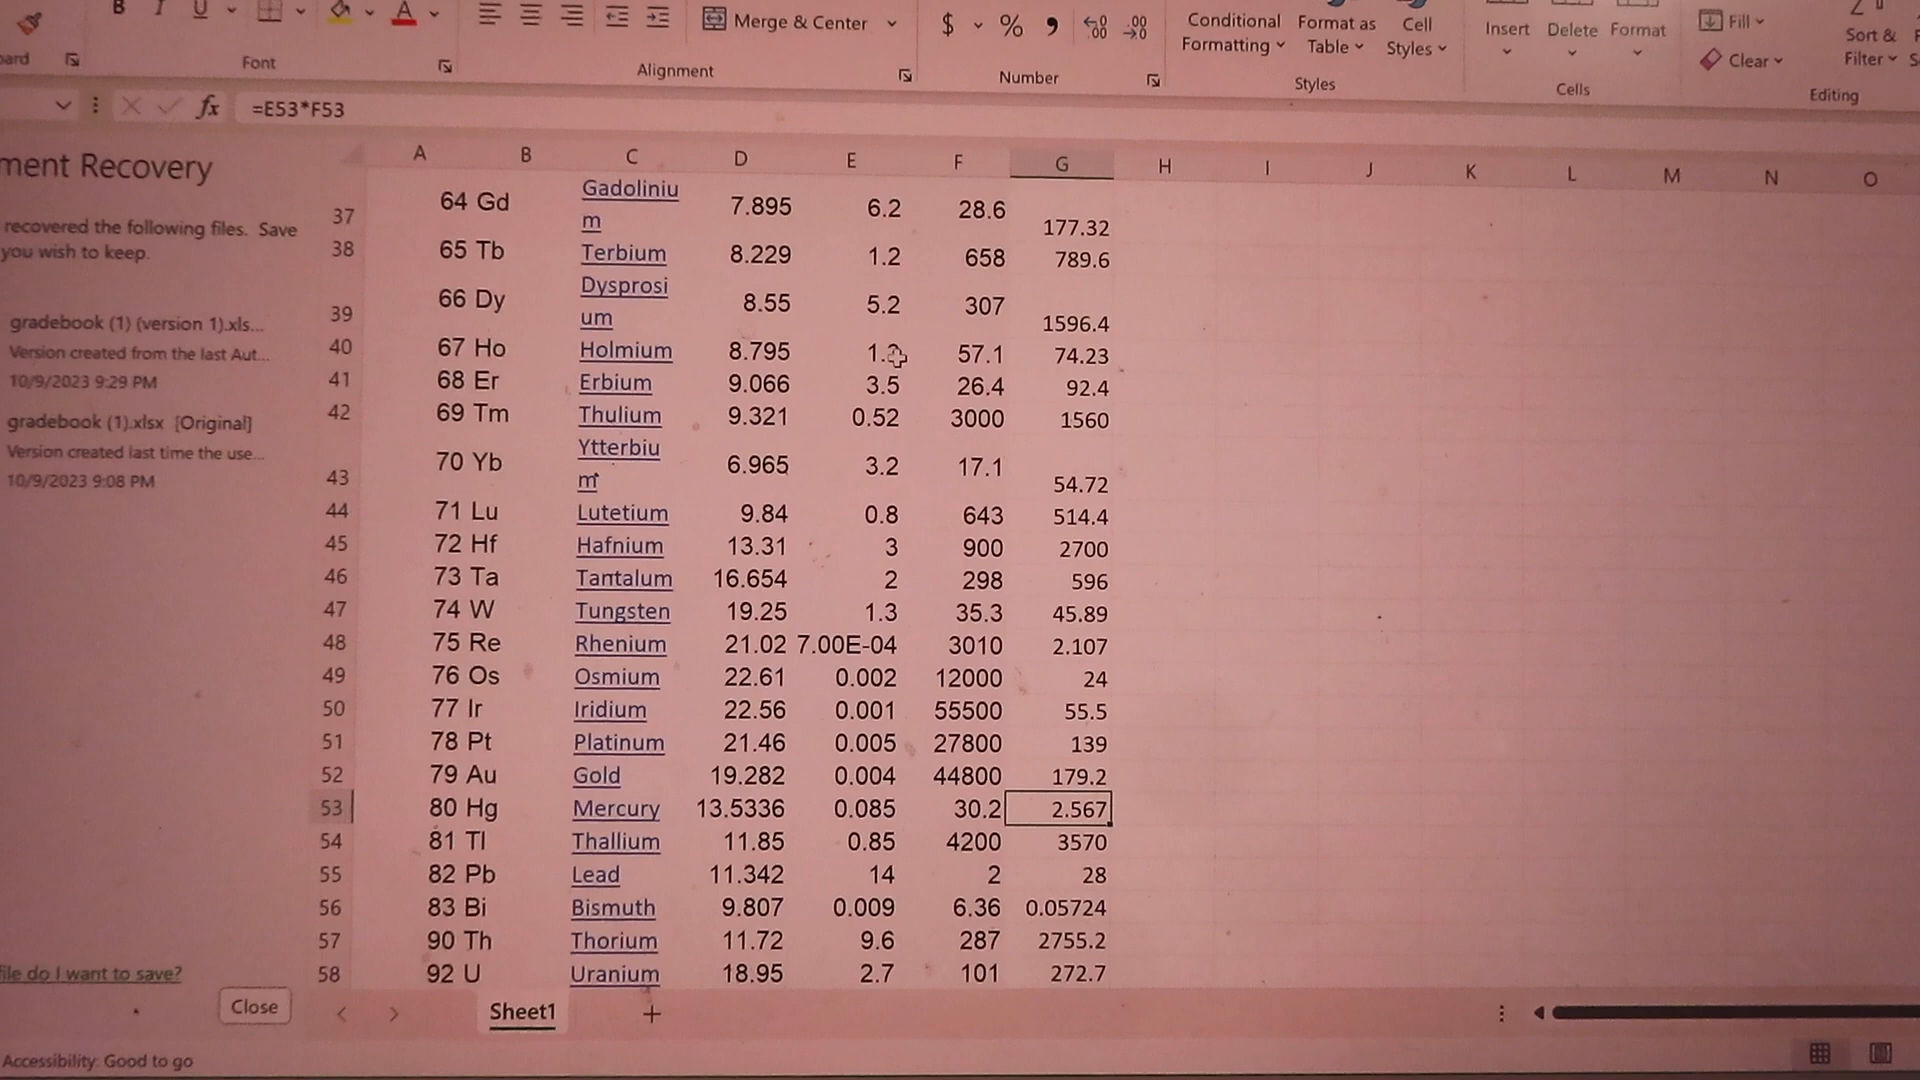 B I U A
Merge & Center
$ % , ←0 .00 .00 →0
Conditional Formatting
Format as Table
Cell Styles
Insert Delete Format
Fill
Clear
Sort & Filter
Font Alignment Number Styles Cells Editing
fx =E53*F53
ment Recovery
recovered the following files. Save
you wish to keep.
gradebook (1) (version 1).xls...
Version created from the last Aut...
10/9/2023 9:29 PM
gradebook (1).xlsx [Original]
Version created last time the use...
10/9/2023 9:08 PM
file do I want to save?
Close
A B C D E F G H I J K L M N O
37 64 Gd Gadoliniu
m 7.895 6.2 28.6 177.32
38 65 Tb Terbium 8.229 1.2 658 789.6
39 66 Dy Dysprosi
um 8.55 5.2 307 1596.4
40 67 Ho Holmium 8.795 57.1 74.23
41 68 Er Erbium 9.066 3.5 26.4 92.4
42 69 Tm Thulium 9.321 0.52 3000 1560
43 70 Yb Ytterbiu
m 6.965 3.2 17.1 54.72
44 71 Lu Lutetium 9.84 0.8 643 514.4
45 72 Hf Hafnium 13.31 3 900 2700
46 73 Ta Tantalum 16.654 2 298 596
47 74 W Tungsten 19.25 1.3 35.3 45.89
48 75 Re Rhenium 21.02 7.00E-04 3010 2.107
49 76 Os Osmium 22.61 0.002 12000 24
50 77 Ir Iridium 22.56 0.001 55500 55.5
51 78 Pt Platinum 21.46 0.005 27800 139
52 79 Au Gold 19.282 0.004 44800 179.2
53 80 Hg Mercury 13.5336 0.085 30.2 2.567
54 81 Tl Thallium 11.85 0.85 4200 3570
55 82 Pb Lead 11.342 14 2 28
56 83 Bi Bismuth 9.807 0.009 6.36 0.05724
57 90 Th Thorium 11.72 9.6 287 2755.2
58 92 U Uranium 18.95 2.7 101 272.7
Sheet1 +
Accessibility: Good to go